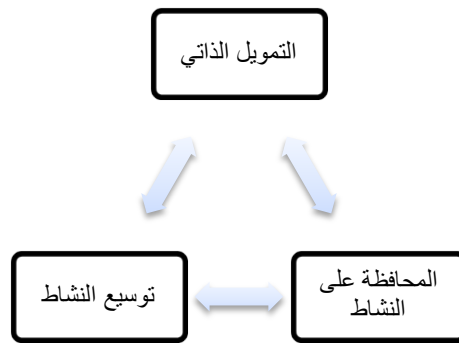 التمويل الذاتي
المحافظة على
النشاط
توسيع النشاط